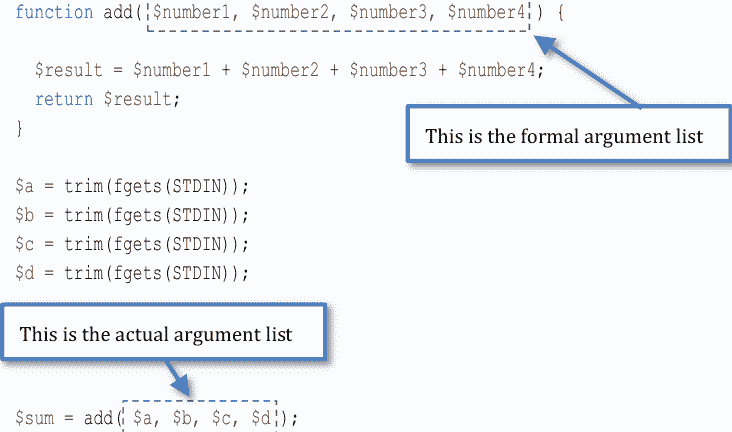 function add( $number1, $number2, $number3, $number4 ) {
$result = $number1 + $number2 + $number3 + $number4;
return $result;
This is the formal argument list
}
$a = trim(fgets(STDIN));
$b = trim(fgets(STDIN));
$c = trim(fgets(STDIN));
$d = trim(fgets(STDIN));
This is the actual argument list
$sum = add( $a, $b, $c, $d );